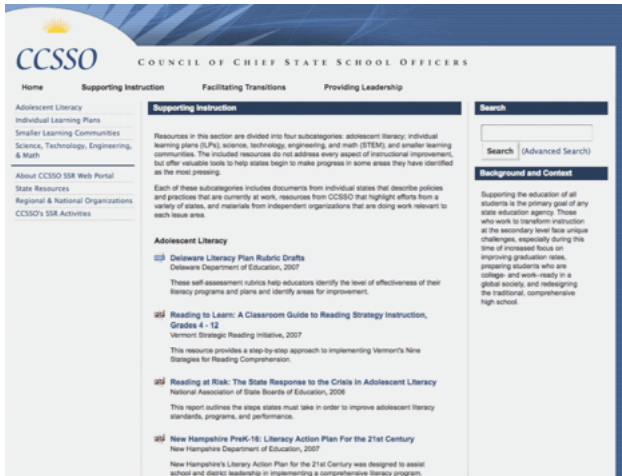 CCSSO
COUNCIL OF CHIEF STATE SCHOOL OFFICERS
Home Supporting Instruction Facilitating Transitions Providing Leadership
Adolescent Literacy
Individual Learning Plans
Smaller Learning Communities
Science, Technology, Engineering,
& Math
About CCSSO SSR Web Portal
State Resources
Regional & National Organizations
CCSSO's SSR Activities
Supporting Instruction
Resources in this section are divided into four subcategories: adolescent literacy; individual
learning plans (ILPs); science, technology, engineering, and math (STEM); and smaller learning
communities. The included resources do not address every aspect of instructional improvement,
but offer valuable tools to help states begin to make progress in some areas they have identified
as the most pressing.
Each of these subcategories includes documents from individual states that describe policies
and practices that are currently at work, resources from CCSSO that highlight efforts from a
variety of states, and materials from independent organizations that are doing work relevant to
each issue area.
Adolescent Literacy
Delaware Literacy Plan Rubric Drafts
Delaware Department of Education, 2007
These self-assessment rubrics help educators identify the level of effectiveness of their
literacy programs and plans and identify areas for improvement.
Reading to Learn: A Classroom Guide to Reading Strategy Instruction,
Grades 4 - 12
Vermont Strategic Reading Initiative, 2007
This resource provides a step-by-step approach to implementing Vermont's Nine
Stategies for Reading Comprehension.
Reading at Risk: The State Response to the Crisis in Adolescent Literacy
National Association of State Boards of Education, 2006
This report outlines the steps states must take in order to improve adolescent literacy
standards, programs, and performance.
New Hampshire PreK-16: Literacy Action Plan For the 21st Century
New Hampshire Department of Education, 2007
New Hampshire's Literary Action Plan for the 21st Century was designed to assist
school and district leadership in implementing a comprehensive literacy program.
Search
Search (Advanced Search)
Background and Context
Supporting the education of all
students is the primary goal of any
state education agency. Those
who work to transform instruction
at the secondary level face unique
challenges, especially during this
time of increased focus on
improving graduation rates,
preparing students who are
college- and work-ready in a
global society, and redesigning
the traditional, comprehensive
high school.